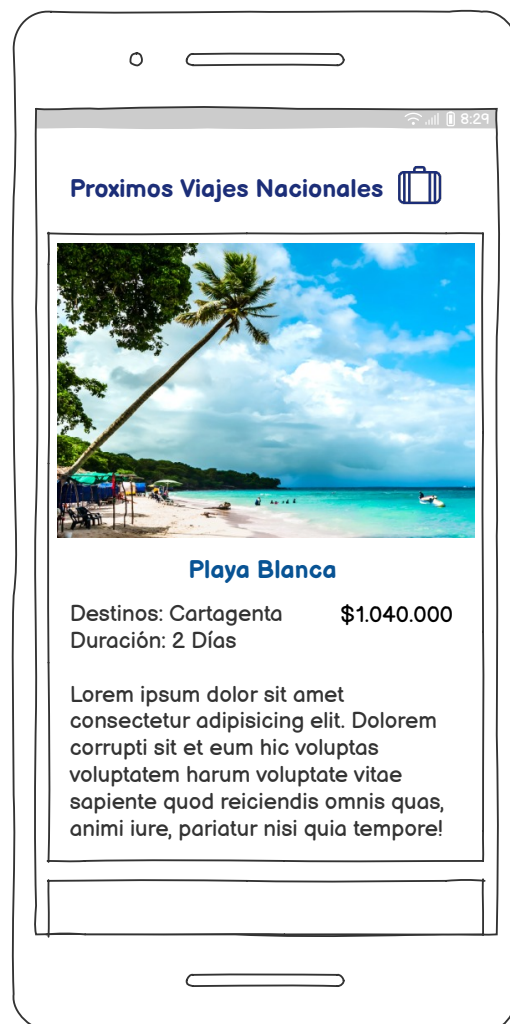 8:29
Proximos Viajes Nacionales
Playa Blanca
Destinos: Cartagenta
$1.040.000
Duración: 2 Días
Lorem ipsum dolor sit amet
consectetur adipisicing elit. Dolorem
corrupti sit et eum hic voluptas
voluptatem harum voluptate vitae
sapiente quod reiciendis omnis quas,
animi iure, pariatur nisi quia tempore!